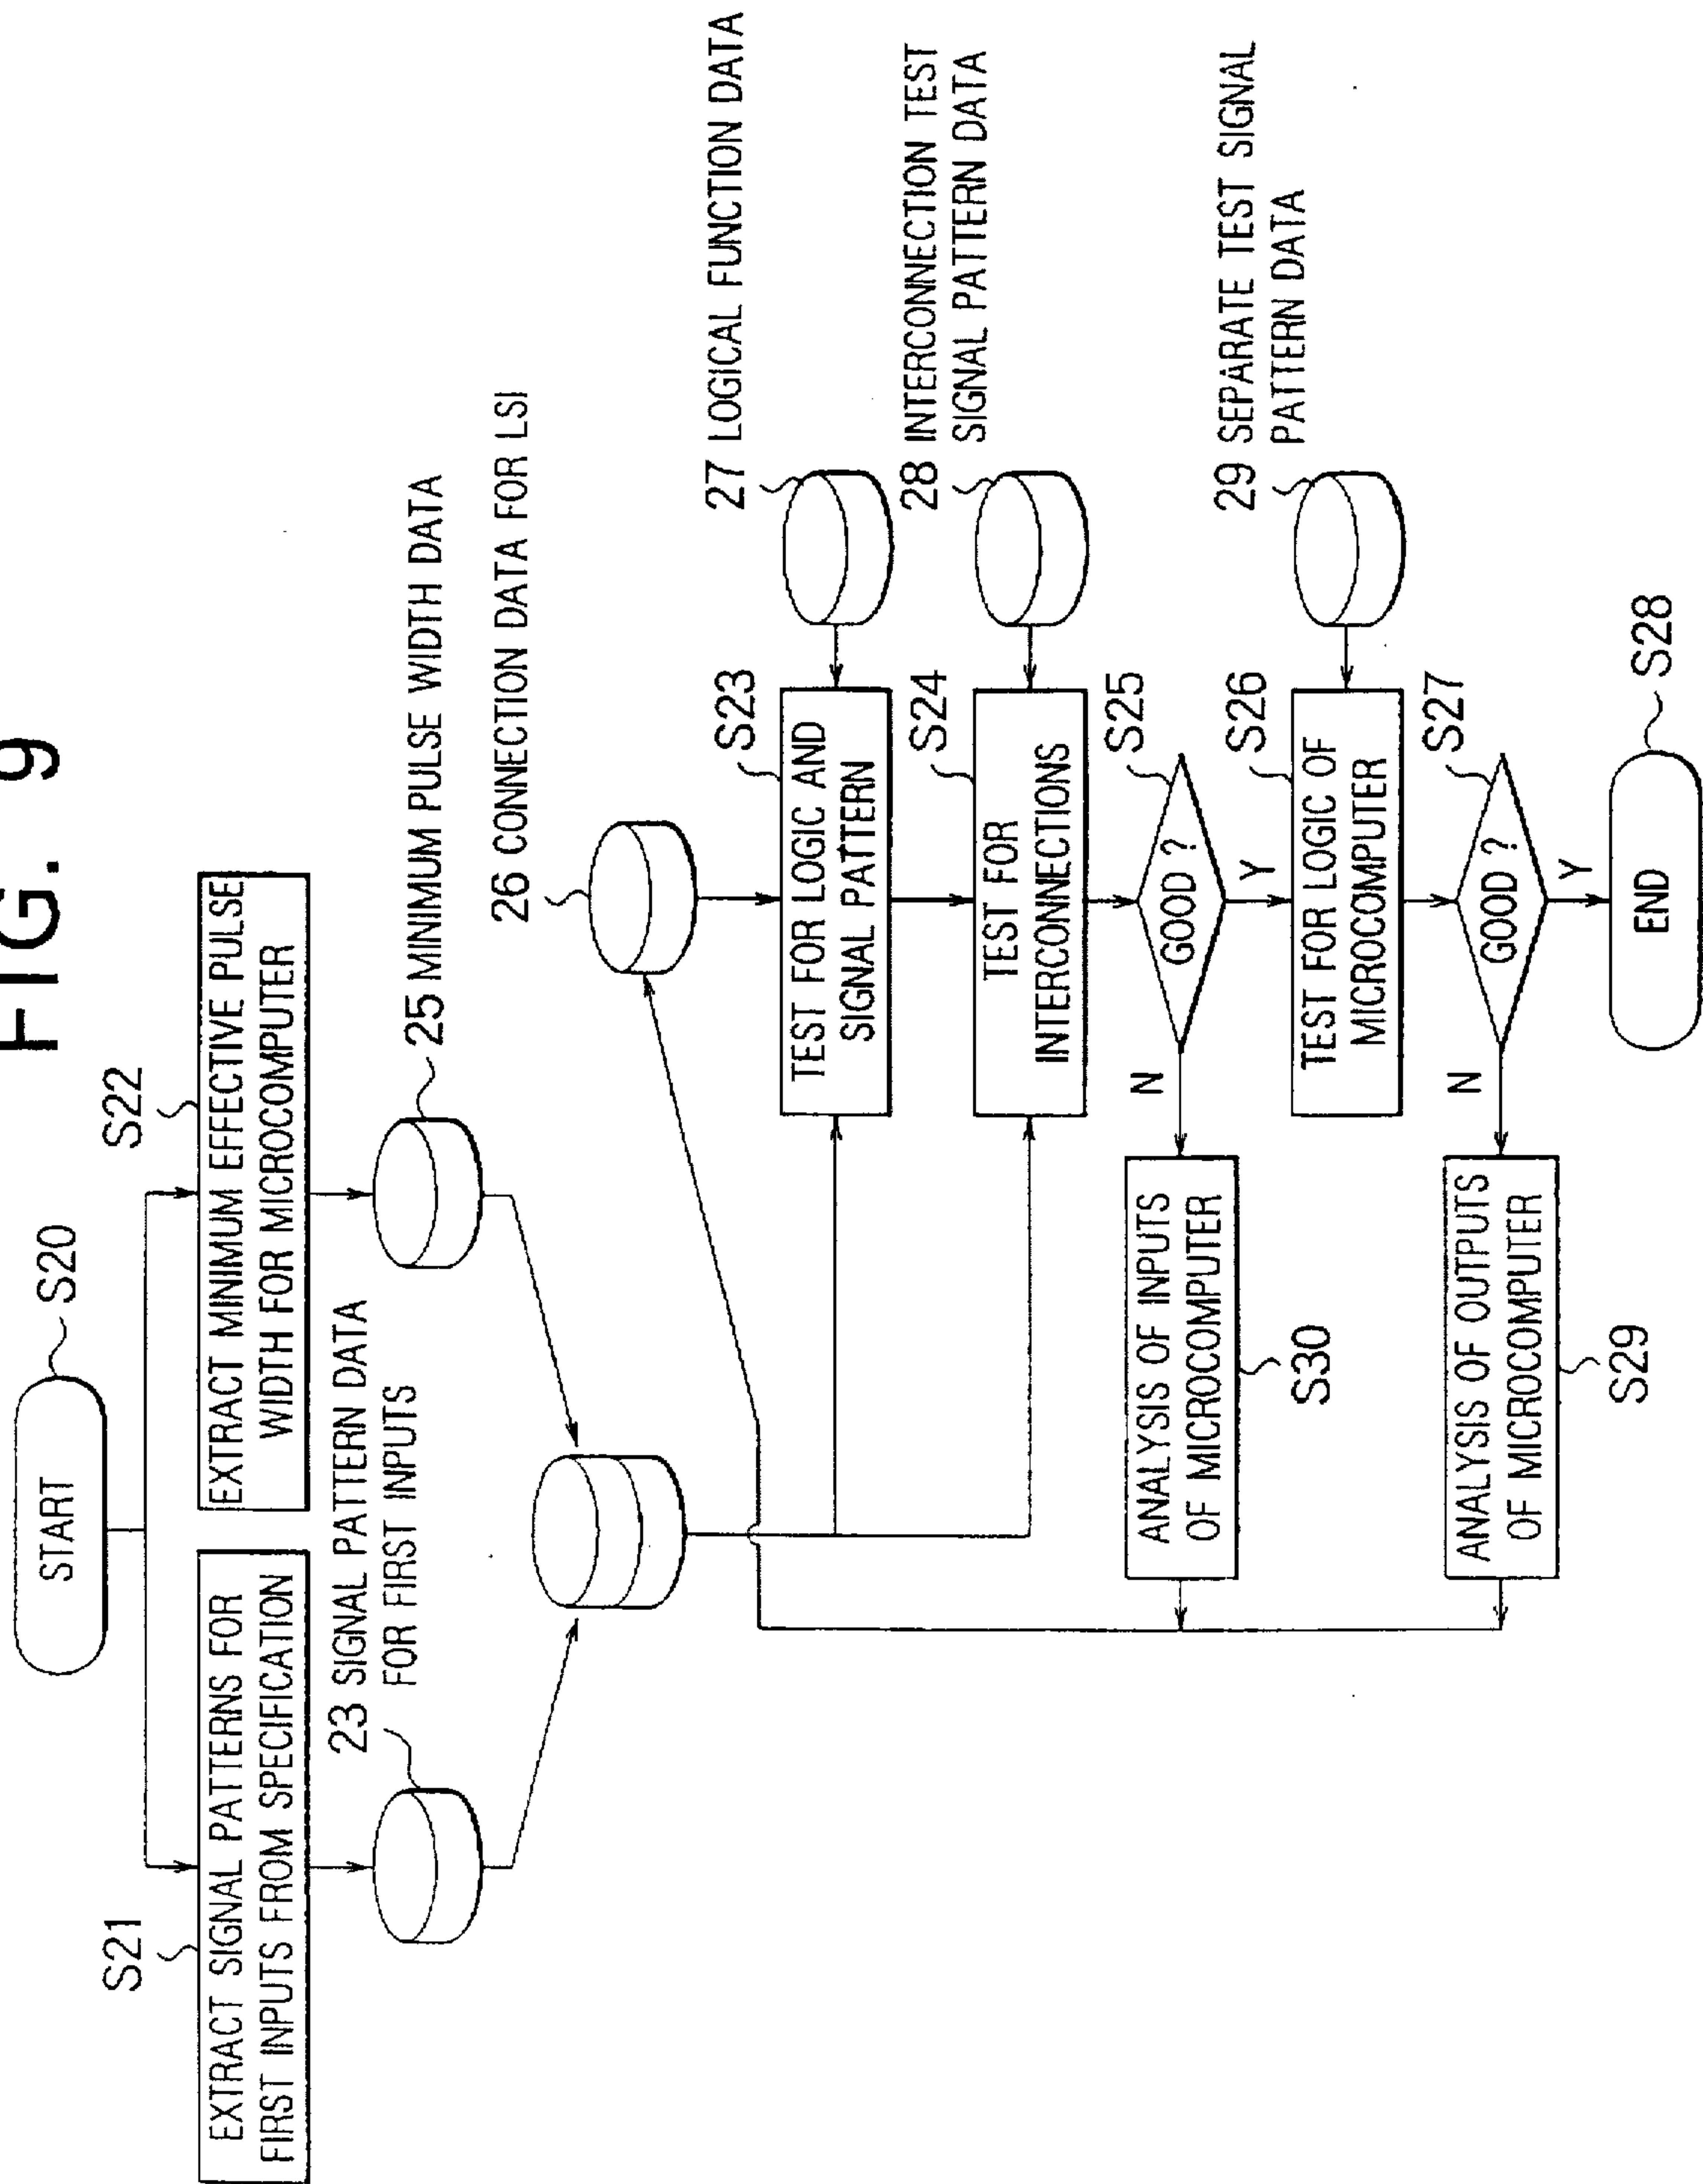 FIG. 9
START
S20
S21
EXTRACT SIGNAL PATTERNS FOR
FIRST INPUTS FROM SPECIFICATION
S22
EXTRACT MINIMUM EFFECTIVE PULSE
WIDTH FOR MICROCOMPUTER
23 SIGNAL PATTERN DATA
FOR FIRST INPUTS
25 MINIMUM PULSE WIDTH DATA
26 CONNECTION DATA FOR LSI
27 LOGICAL FUNCTION DATA
S23
TEST FOR LOGIC AND
SIGNAL PATTERN
28 INTERCONNECTION TEST
SIGNAL PATTERN DATA
S24
TEST FOR
INTERCONNECTIONS
S25
GOOD ?
N
Y
ANALYSIS OF INPUTS
OF MICROCOMPUTER
S30
29 SEPARATE TEST SIGNAL
PATTERN DATA
S26
TEST FOR LOGIC OF
MICROCOMPUTER
S27
GOOD ?
N
Y
ANALYSIS OF OUTPUTS
OF MICROCOMPUTER
S29
END
S28